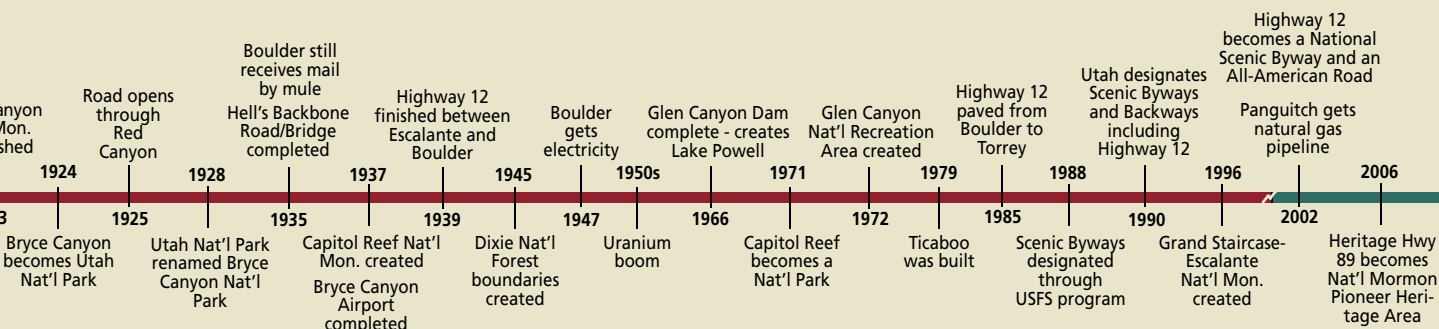 anyon
Mon.
shed
3
1924
Bryce Canyon
becomes Utah
Nat'l Park
Road opens
through
Red
Canyon
1925
1928
Utah Nat'l Park
renamed Bryce
Canyon Nat'l
Park
Boulder still
receives mail
by mule
Hell's Backbone
Road/Bridge
completed
1935
1937
Capitol Reef Nat'l
Mon. created
Bryce Canyon
Airport
completed
Highway 12
finished between
Escalante and
Boulder
1939
1945
Dixie Nat'l
Forest
boundaries
created
Boulder
gets
electricity
1947
1950s
Uranium
boom
Glen Canyon Dam
complete - creates
Lake Powell
1966
1971
Capitol Reef
becomes a
Nat'l Park
Glen Canyon
Nat'l Recreation
Area created
1972
1979
Ticaboo
was built
Highway 12
paved from
Boulder to
Torrey
1985
1988
Scenic Byways
designated
through
USFS program
Utah designates
Scenic Byways
and Backways
including
Highway 12
1990
1996
Grand Staircase-
Escalante
Nat'l Mon.
created
Highway 12
becomes a National
Scenic Byway and an
All-American Road
Panguitch gets
natural gas
pipeline
2002
2006
Heritage Hwy
89 becomes
Nat'l Mormon
Pioneer Heri-
tage Area